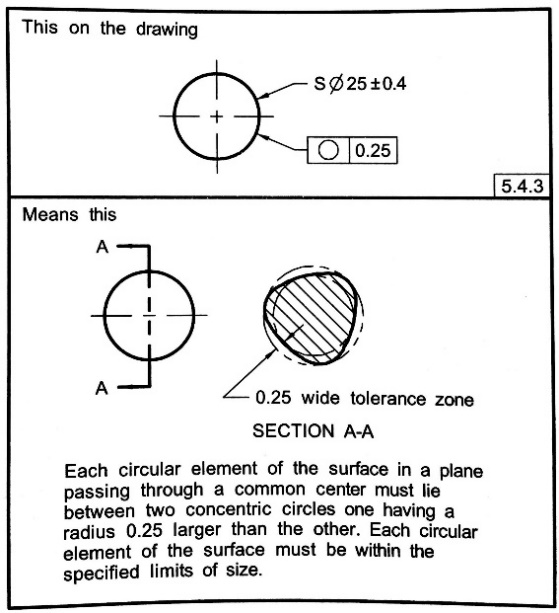 This on the drawing
S⌀25±0.4
○ 0.25
5.4.3
Means this
A
A
0.25 wide tolerance zone
SECTION A-A
Each circular element of the surface in a plane
passing through a common center must lie
between two concentric circles one having a
radius 0.25 larger than the other. Each circular
element of the surface must be within the
specified limits of size.